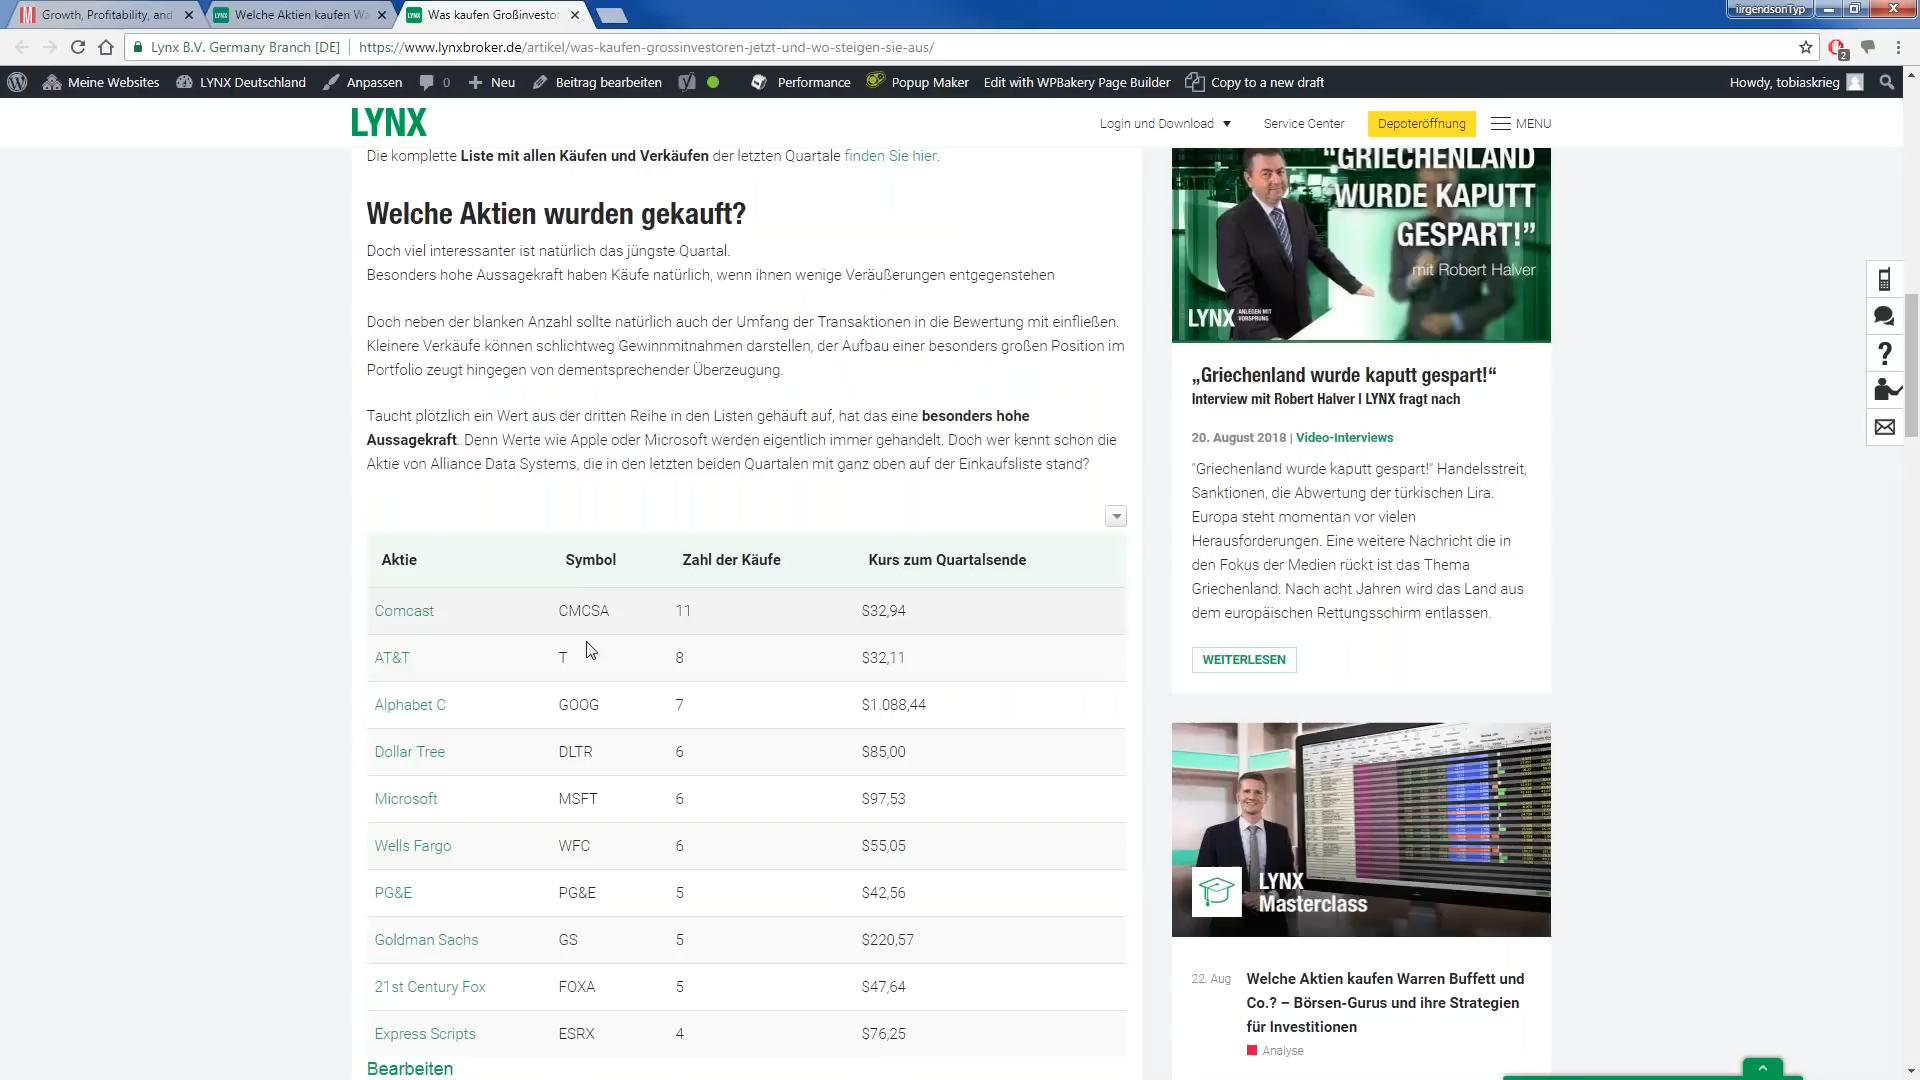 Growth, Profitability, and
Welche Aktien kaufen Wa
Was kaufen Großinvestor
iirgendsonTyp
Lynx B.V. Germany Branch [DE]
https://www.lynxbroker.de/artikel/was-kaufen-grossinvestoren-jetzt-und-wo-steigen-sie-aus/
2
Meine Websites
LYNX Deutschland
Anpassen
0
Neu
Beitrag bearbeiten
Performance
Popup Maker
Edit with WPBakery Page Builder
Copy to a new draft
Howdy, tobiaskrieg
LYNX
Login und Download
Service Center
Depoteröffnung
MENU
Die komplette Liste mit allen Käufen und Verkäufen der letzten Quartale finden Sie hier.
Welche Aktien wurden gekauft?
Doch viel interessanter ist natürlich das jüngste Quartal.
Besonders hohe Aussagekraft haben Käufe natürlich, wenn ihnen wenige Veräußerungen entgegenstehen
Doch neben der blanken Anzahl sollte natürlich auch der Umfang der Transaktionen in die Bewertung mit einfließen.
Kleinere Verkäufe können schlichtweg Gewinnmitnahmen darstellen, der Aufbau einer besonders großen Position im
Portfolio zeugt hingegen von dementsprechender Überzeugung.
Taucht plötzlich ein Wert aus der dritten Reihe in den Listen gehäuft auf, hat das eine besonders hohe
Aussagekraft. Denn Werte wie Apple oder Microsoft werden eigentlich immer gehandelt. Doch wer kennt schon die
Aktie von Alliance Data Systems, die in den letzten beiden Quartalen mit ganz oben auf der Einkaufsliste stand?
Aktie Symbol Zahl der Käufe Kurs zum Quartalsende
Comcast CMCSA 11 $32,94
AT&T T 8 $32,11
Alphabet C GOOG 7 $1.088,44
Dollar Tree DLTR 6 $85,00
Microsoft MSFT 6 $97,53
Wells Fargo WFC 6 $55,05
PG&E PG&E 5 $42,56
Goldman Sachs GS 5 $220,57
21st Century Fox FOXA 5 $47,64
Express Scripts ESRX 4 $76,25
Bearbeiten
“GRIECHENLAND
WURDE KAPUTT
GESPART!”
mit Robert Halver
LYNX ANLEGEN MIT
VORSPRUNG
„Griechenland wurde kaputt gespart!“
Interview mit Robert Halver I LYNX fragt nach
20. August 2018 | Video-Interviews
"Griechenland wurde kaputt gespart!" Handelsstreit,
Sanktionen, die Abwertung der türkischen Lira.
Europa steht momentan vor vielen
Herausforderungen. Eine weitere Nachricht die in
den Fokus der Medien rückt ist das Thema
Griechenland. Nach acht Jahren wird das Land aus
dem europäischen Rettungsschirm entlassen.
WEITERLESEN
LYNX
Masterclass
22. Aug
Welche Aktien kaufen Warren Buffett und
Co.? – Börsen-Gurus und ihre Strategien
für Investitionen
Analyse